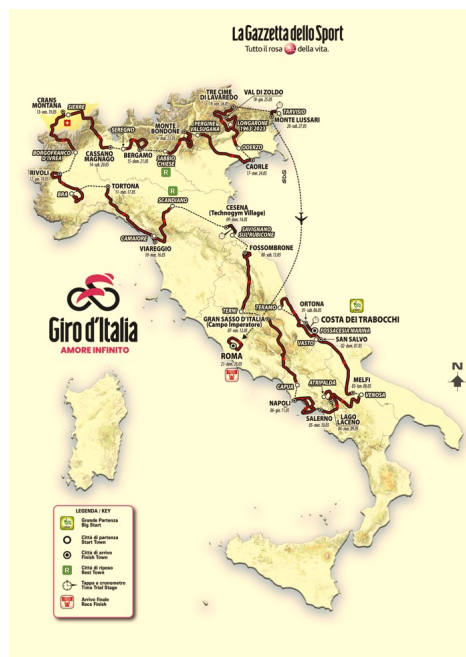 La Gazzetta dello Sport
Tutto il rosa della vita.
TRE CIME
DI LAVAREDO
VAL DI ZOLDO
CRANS
MONTANA
SIERRE
TARVISIO
MONTE LUSSARI
PERGINE
VALSUGANA
LONGARONE
1963-2023
MONTE
BONDONE
SEREGNO
ODERZO
BORGOFRANCO
D'IVREA
CASSANO
MAGNAGO
BERGAMO
SABBIO
CHIESE
CAORLE
RIVOLI
R
TORTONA
BRA
R
SCANDIANO
CESENA
(Technogym Village)
SAVIGNANO
SUL RUBICONE
CAMAIORE
VIAREGGIO
FOSSOMBRONE
TERNI
TERAMO
ORTONA
GRAN SASSO D'ITALIA
(Campo Imperatore)
COSTA DEI TRABOCCHI
FOSSACESIA MARINA
VASTO
SAN SALVO
ROMA
ATRIPALDA
MELFI
CAPUA
VENOSA
NAPOLI
SALERNO
LAGO
LACENO
Giro d'Italia
AMORE INFINITO
N
LEGENDA / KEY
Grande Partenza
Big Start
Città di partenza
Start Town
Città di arrivo
Finish Town
R
Città di riposo
Rest Town
Tappa a cronometro
Time Trial Stage
Arrivo finale
Race Finish